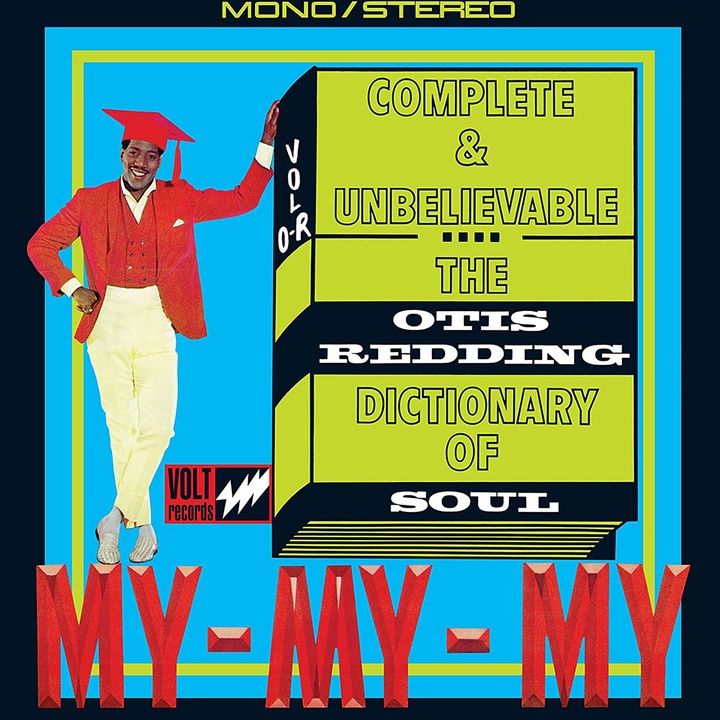 MONO/STEREO
VOL
O-R
COMPLETE
&
UNBELIEVABLE
....
THE
OTIS
REDDING
DICTIONARY
OF
SOUL
VOLT
records
MY-MY-MY